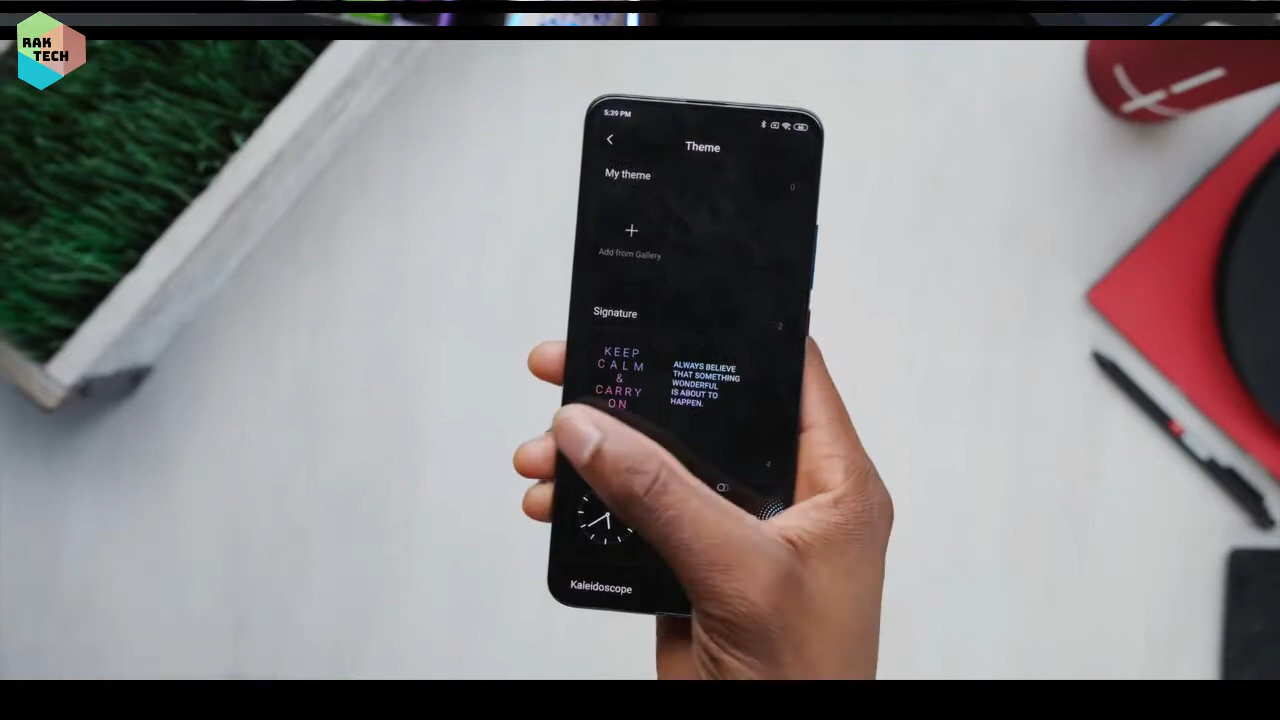 RAK
TECH
5:39 PM
Theme
My theme
0
Add from Gallery
Signature
2
KEEP
CALM
&
CARRY
ON
ALWAYS BELIEVE
THAT SOMETHING
WONDERFUL
IS ABOUT TO
HAPPEN.
4
Kaleidoscope